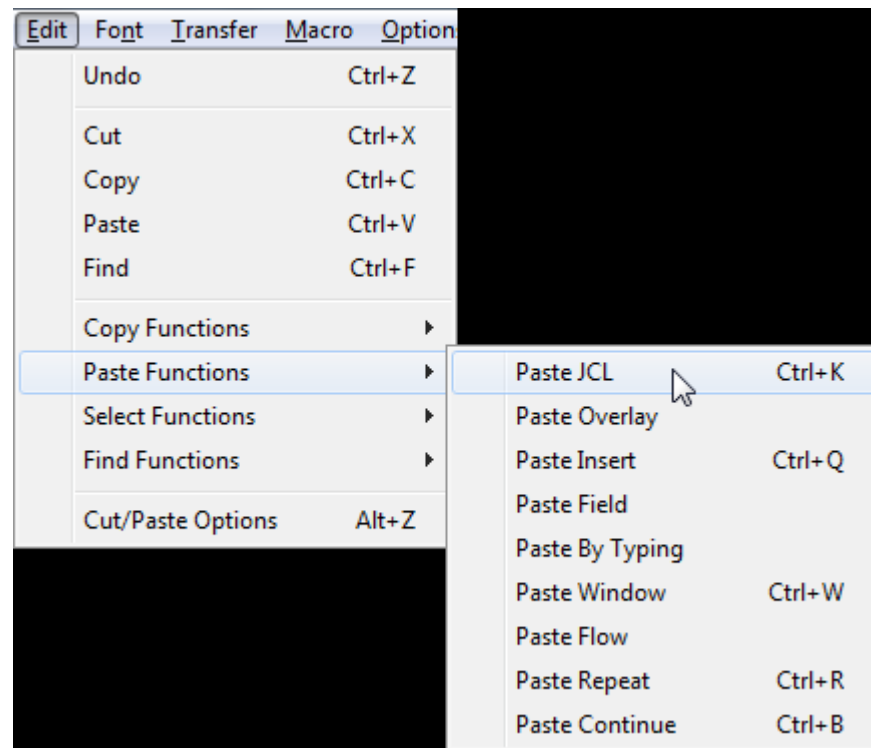 Edit Font Transfer Macro Option
Undo Ctrl+Z
Cut Ctrl+X
Copy Ctrl+C
Paste Ctrl+V
Find Ctrl+F
Copy Functions
Paste Functions
Select Functions
Find Functions
Cut/Paste Options Alt+Z
Paste JCL Ctrl+K
Paste Overlay
Paste Insert Ctrl+Q
Paste Field
Paste By Typing
Paste Window Ctrl+W
Paste Flow
Paste Repeat Ctrl+R
Paste Continue Ctrl+B